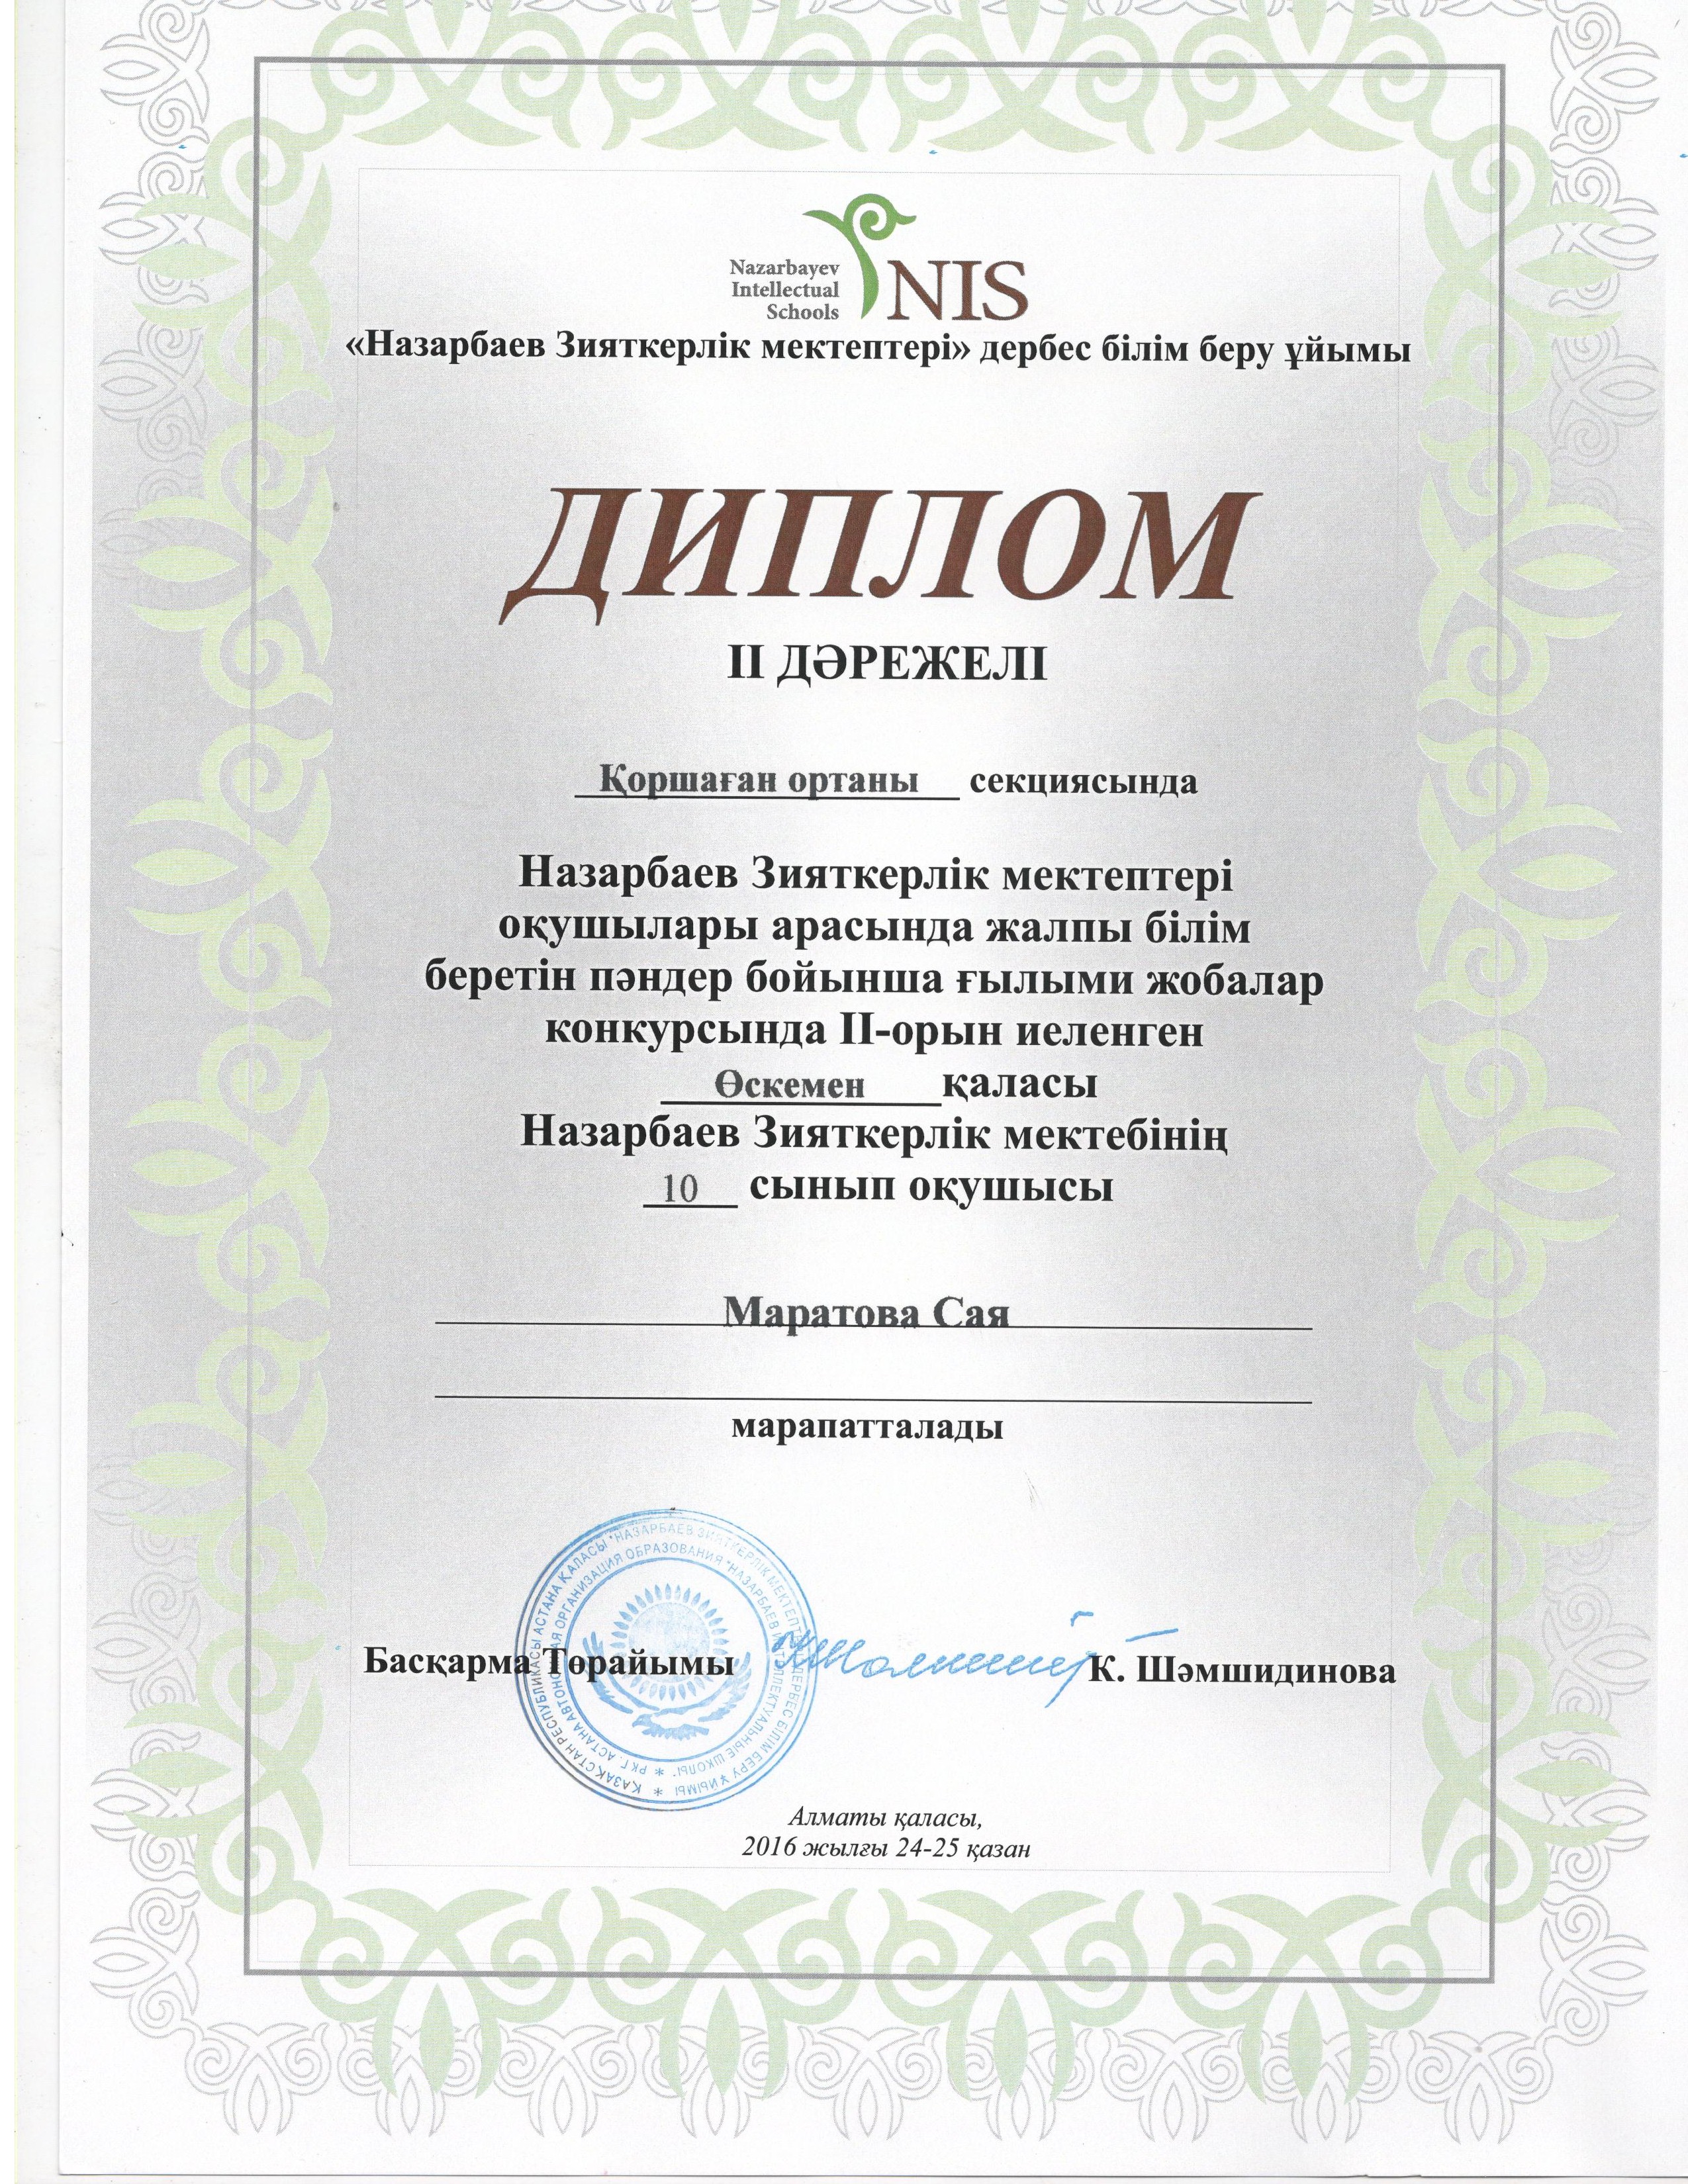 Nazarbayev
Intellectual
Schools
NIS
«Назарбаев Зияткерлік мектептері» дербес білім беру ұйымы
ДИПЛОМ
ІІ ДӘРЕЖЕЛІ
Қоршаған ортаны секциясында
Назарбаев Зияткерлік мектептері
оқушылары арасында жалпы білім
беретін пәндер бойынша ғылыми жобалар
конкурсында ІІ-орын иеленген
Өскемен қаласы
Назарбаев Зияткерлік мектебінің
10 сынып оқушысы
Маратова Сая
марапатталады
ҚАЗАҚСТАН РЕСПУБЛИКАСЫ АСТАНА ҚАЛАСЫ "НАЗАРБАЕВ ЗИЯТКЕРЛІК МЕКТЕПТЕРІ" ДЕРБЕС БІЛІМ БЕРУ ҰЙЫМЫ
РК Г. АСТАНА АВТОНОМНАЯ ОРГАНИЗАЦИЯ ОБРАЗОВАНИЯ "НАЗАРБАЕВ ИНТЕЛЛЕКТУАЛЬНЫЕ ШКОЛЫ"
Басқарма Төрайымы К. Шәмшидинова
Алматы қаласы,
2016 жылғы 24-25 қазан